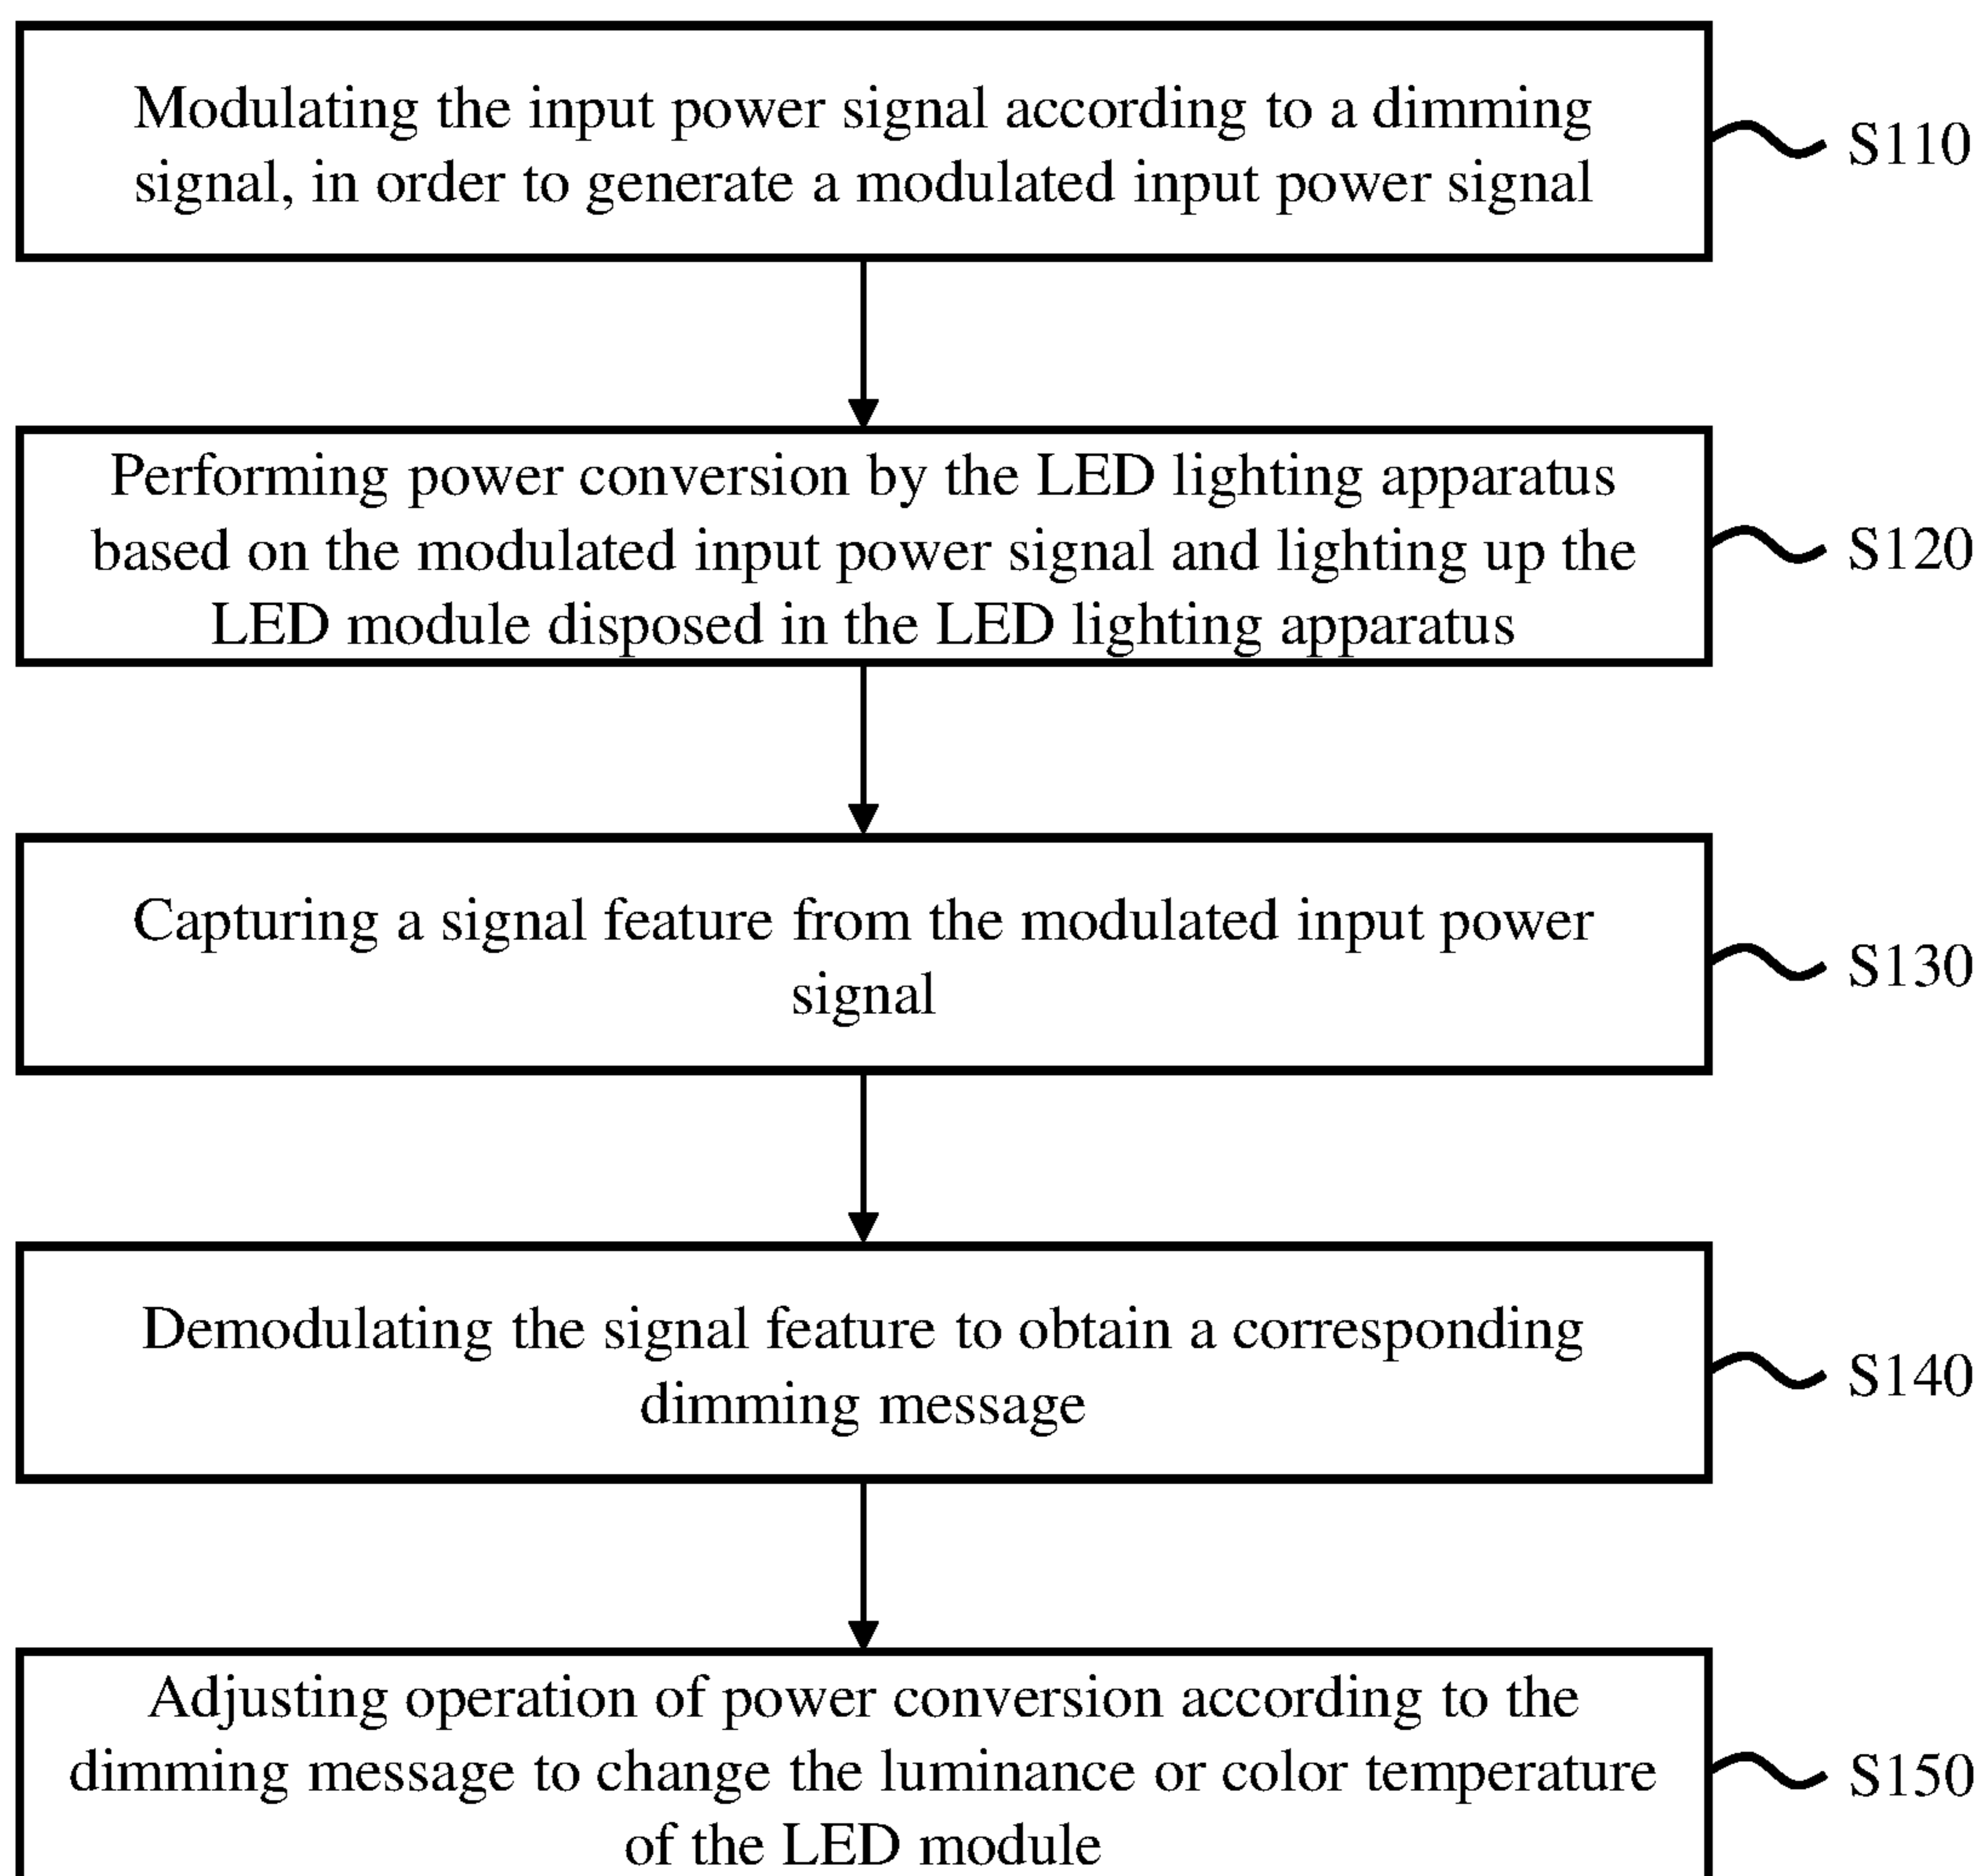 Modulating the input power signal according to a dimming
signal, in order to generate a modulated input power signal
S110
Performing power conversion by the LED lighting apparatus
based on the modulated input power signal and lighting up the
LED module disposed in the LED lighting apparatus
S120
Capturing a signal feature from the modulated input power
signal
S130
Demodulating the signal feature to obtain a corresponding
dimming message
S140
Adjusting operation of power conversion according to the
dimming message to change the luminance or color temperature
of the LED module
S150